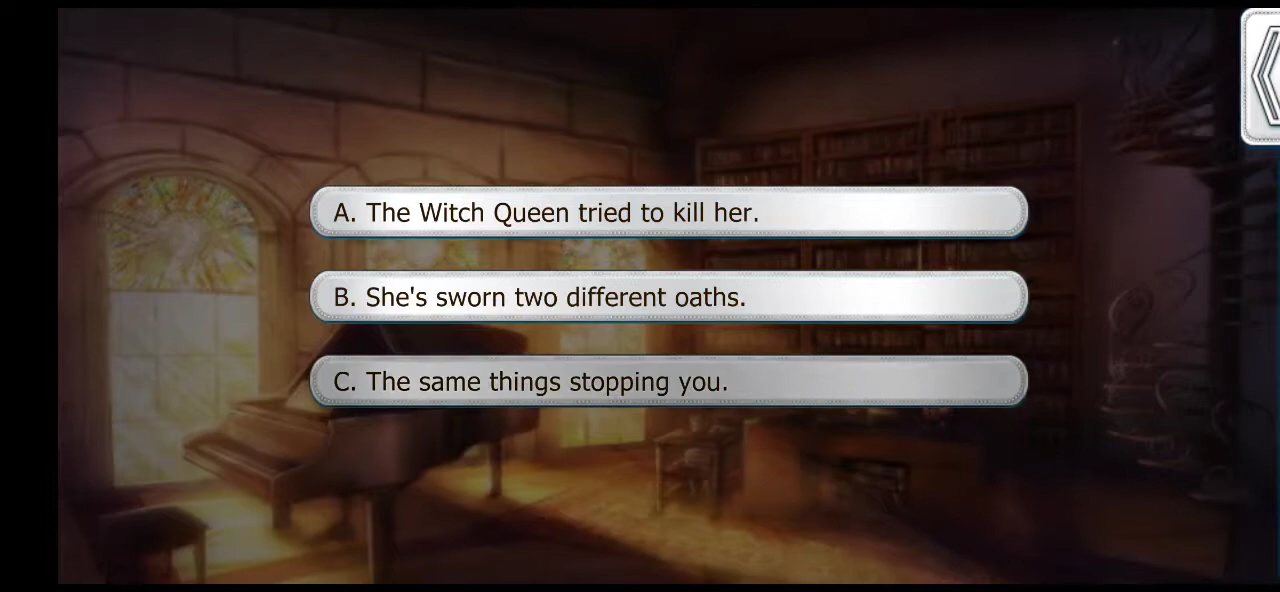 A. The Witch Queen tried to kill her.
B. She's sworn two different oaths.
C. The same things stopping you.